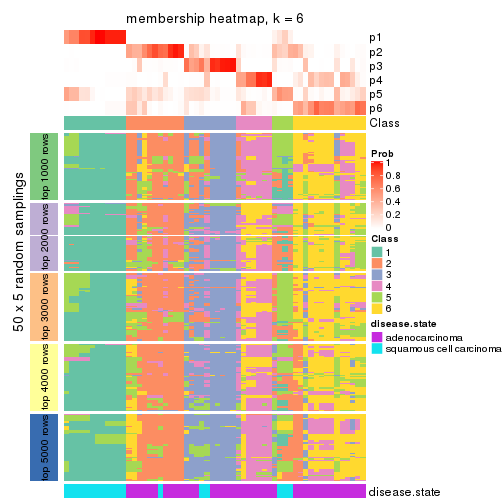 membership heatmap, k = 6
p1
p2
p3
p4
p5
p6
Class
50 x 5 random samplings
top 1000 rows
top 2000 rows
top 3000 rows
top 4000 rows
top 5000 rows
Prob
1
0.8
0.6
0.4
0.2
0
Class
1
2
3
4
5
6
disease.state
adenocarcinoma
squamous cell carcinoma
disease.state